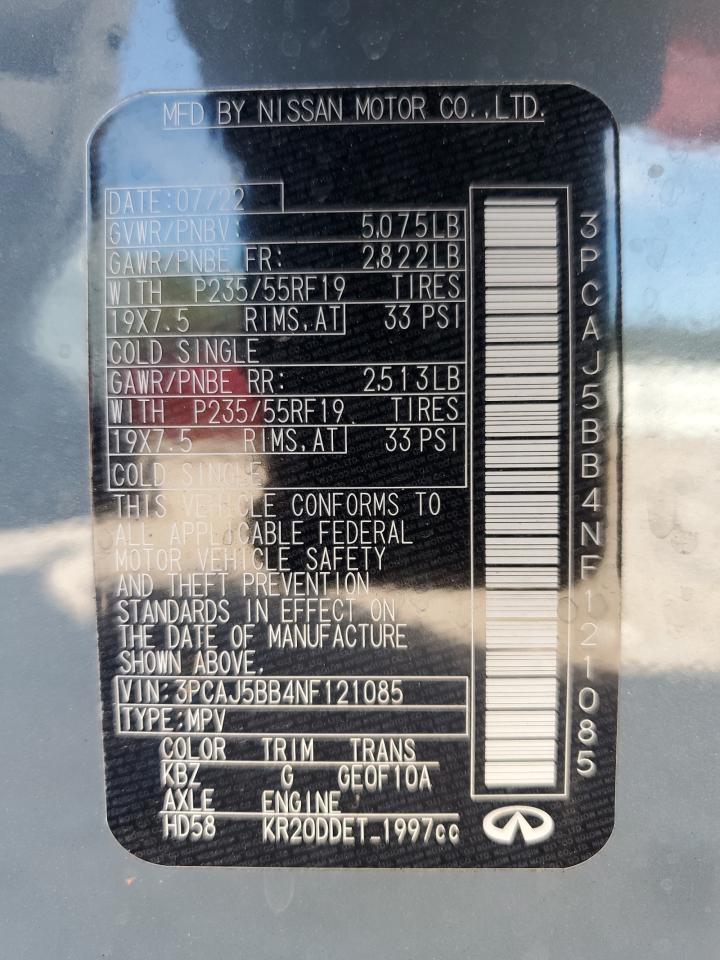 MFD BY NISSAN MOTOR CO.,LTD.
DATE:07/22
GVWR/PNBV: 5,075LB
GAWR/PNBE FR: 2,822LB
WITH P235/55RF19 TIRES
19X7.5 RIMS,AT 33 PSI
COLD SINGLE
GAWR/PNBE RR: 2,513LB
WITH P235/55RF19 TIRES
19X7.5 RIMS,AT 33 PSI
COLD SINGLE
THIS VEHICLE CONFORMS TO
ALL APPLICABLE FEDERAL
MOTOR VEHICLE SAFETY
AND THEFT PREVENTION
STANDARDS IN EFFECT ON
THE DATE OF MANUFACTURE
SHOWN ABOVE.
VIN:3PCAJ5BB4NF121085
TYPE:MPV
COLOR TRIM TRANS
KBZ G GE0F10A
AXLE ENGINE
HD58 KR20DDET_1997cc
3PCAJ5BB4NF121085